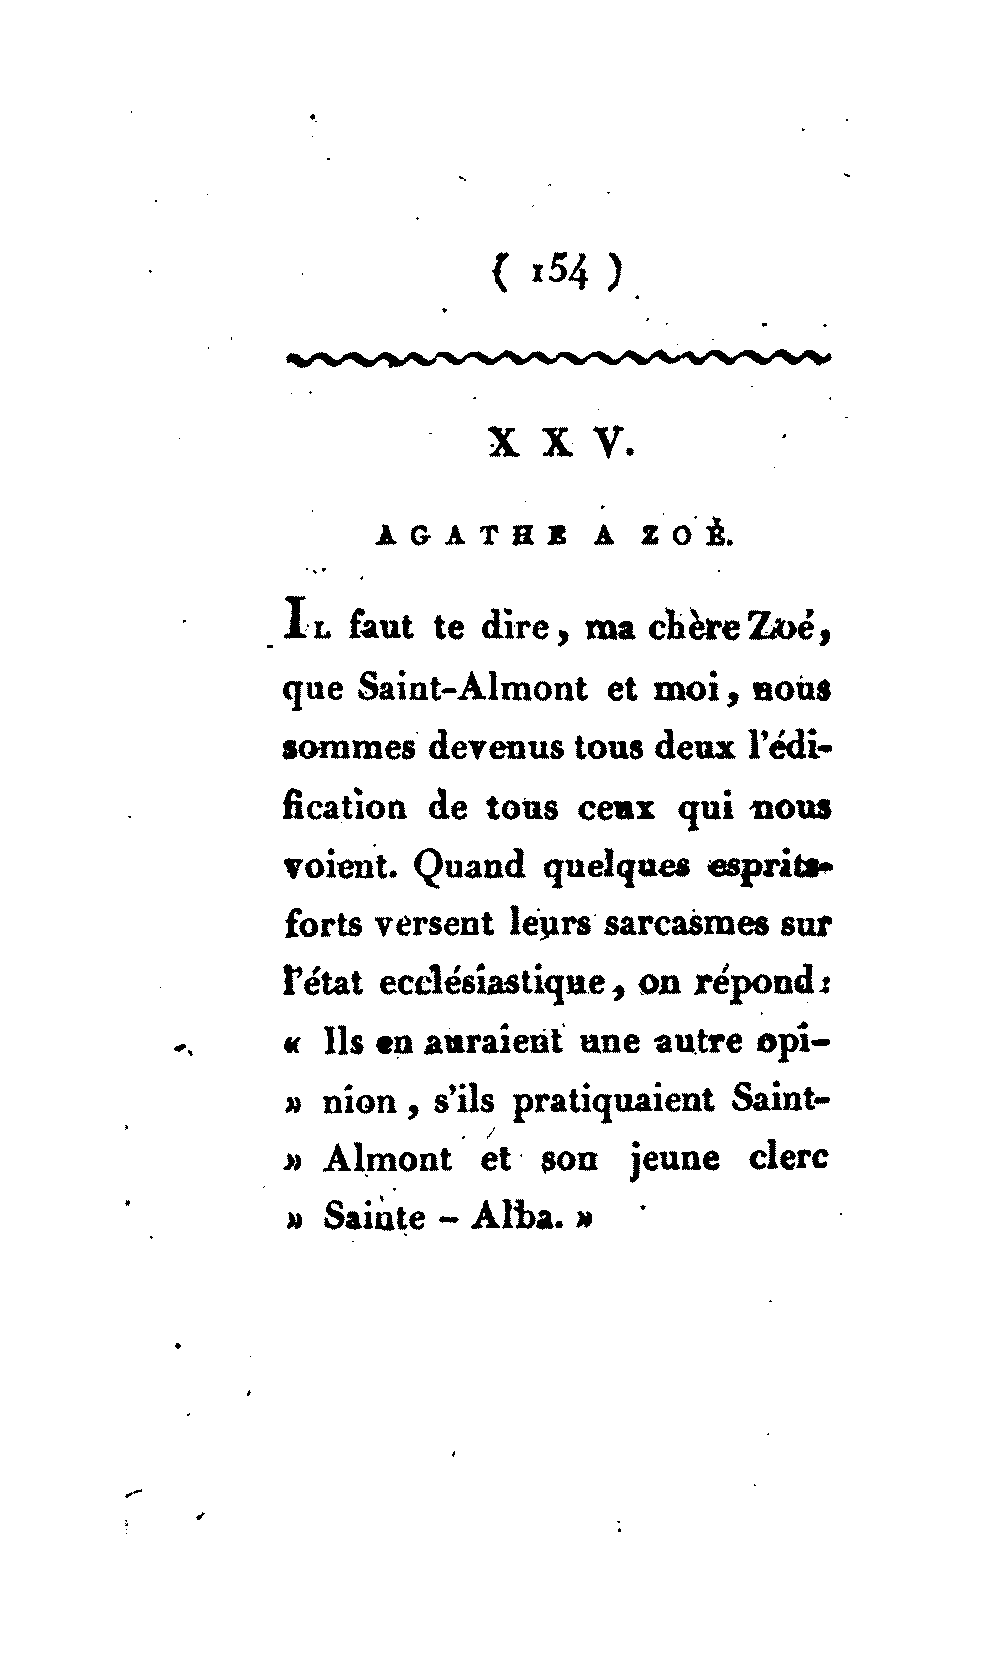 ( 154 )
X X V.
AGATHE A ZOÉ.
IL faut te dire, ma chère Zoé,
que Saint-Almont et moi, nous
sommes devenus tous deux l'édi-
fication de tous ceux qui nous
voient. Quand quelques esprits-
forts versent leurs sarcasmes sur
l'état ecclésiastique, on répond:
« Ils en auraient une autre opi-
» nion, s'ils pratiquaient Saint-
» Almont et son jeune clerc
» Sainte - Alba. »